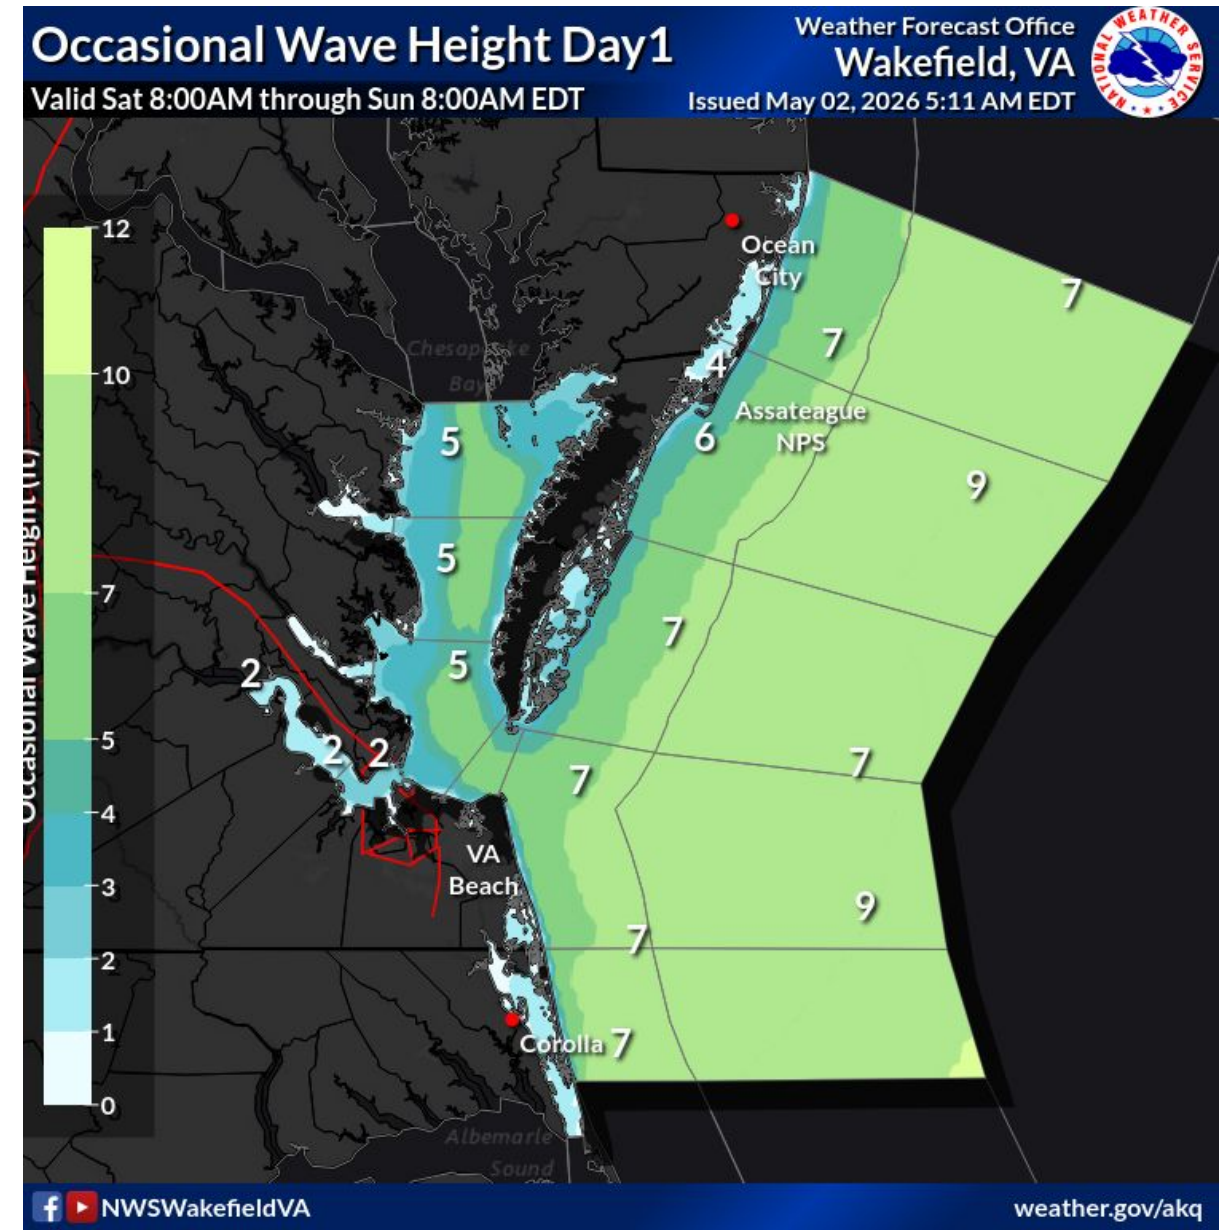 Occasional Wave Height Day1
Valid Sat 8:00AM through Sun 8:00AM EDT
Weather Forecast Office
Wakefield, VA
Issued May 02, 2026 5:11 AM EDT
NATIONAL WEATHER SERVICE
Occasional Wave Height (ft)
12
10
7
5
4
3
2
1
0
Ocean
City
7
7
Chesapeake
Bay
4
Assateague
NPS
5
6
9
5
7
5
2
2
2
7
7
VA
Beach
9
7
Corolla
7
Albemarle
Sound
NWSWakefieldVA
weather.gov/akq